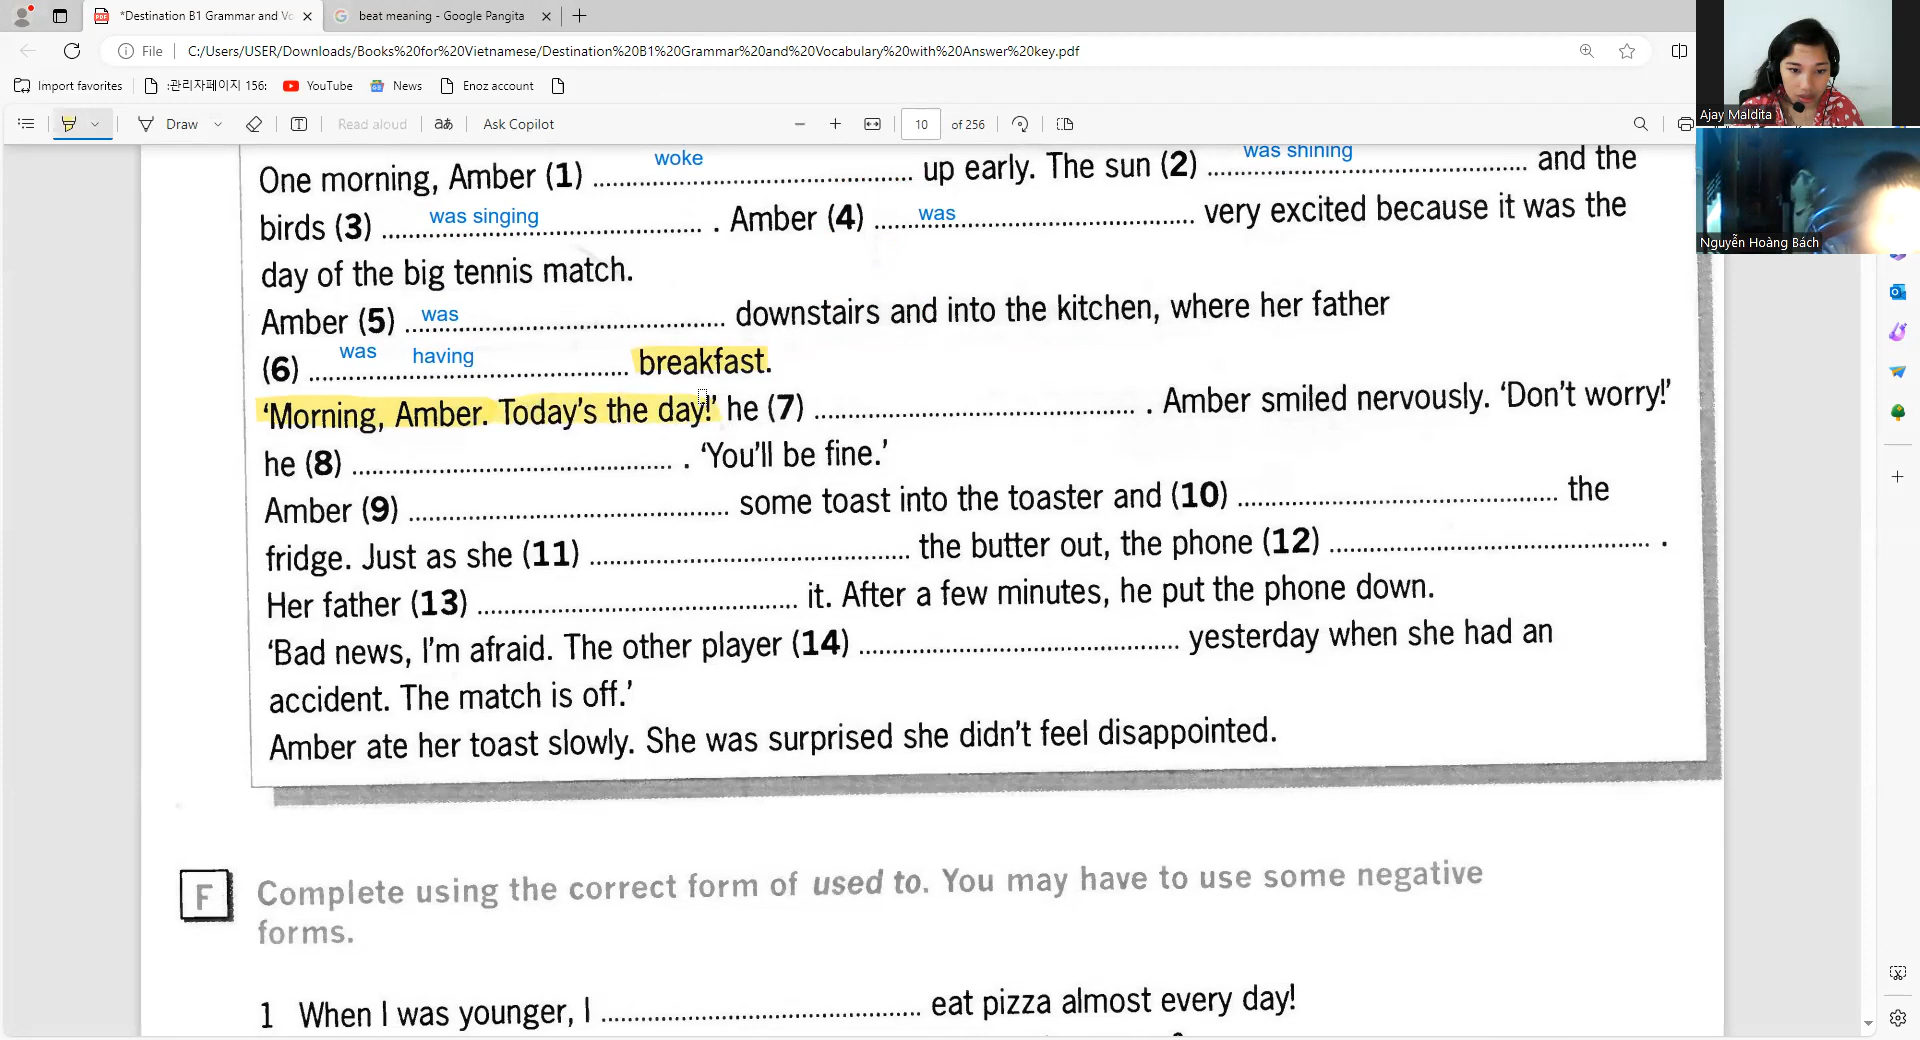 *Destination B1 Grammar and Vo
beat meaning - Google Pangita
File
C:/Users/USER/Downloads/Books%20for%20Vietnamese/Destination%20B1%20Grammar%20and%20Vocabulary%20with%20Answer%20key.pdf
Import favorites
:관리자페이지 156:
YouTube
News
Enoz account
Draw
Read aloud
Ask Copilot
10
of 256
Ajay Maldita
Nguyễn Hoàng Bách
One morning, Amber (1) woke up early. The sun (2) was shining and the
birds (3) was singing . Amber (4) was very excited because it was the
day of the big tennis match.
Amber (5) was downstairs and into the kitchen, where her father
(6) was having breakfast.
‘Morning, Amber. Today’s the day!’ he (7) ........................ . Amber smiled nervously. ‘Don’t worry!’
he (8) ........................ . ‘You’ll be fine.’
Amber (9) ........................ some toast into the toaster and (10) ........................ the
fridge. Just as she (11) ........................ the butter out, the phone (12) ........................ .
Her father (13) ........................ it. After a few minutes, he put the phone down.
‘Bad news, I’m afraid. The other player (14) ........................ yesterday when she had an
accident. The match is off.’
Amber ate her toast slowly. She was surprised she didn’t feel disappointed.
F Complete using the correct form of used to. You may have to use some negative
forms.
1 When I was younger, I ........................ eat pizza almost every day!